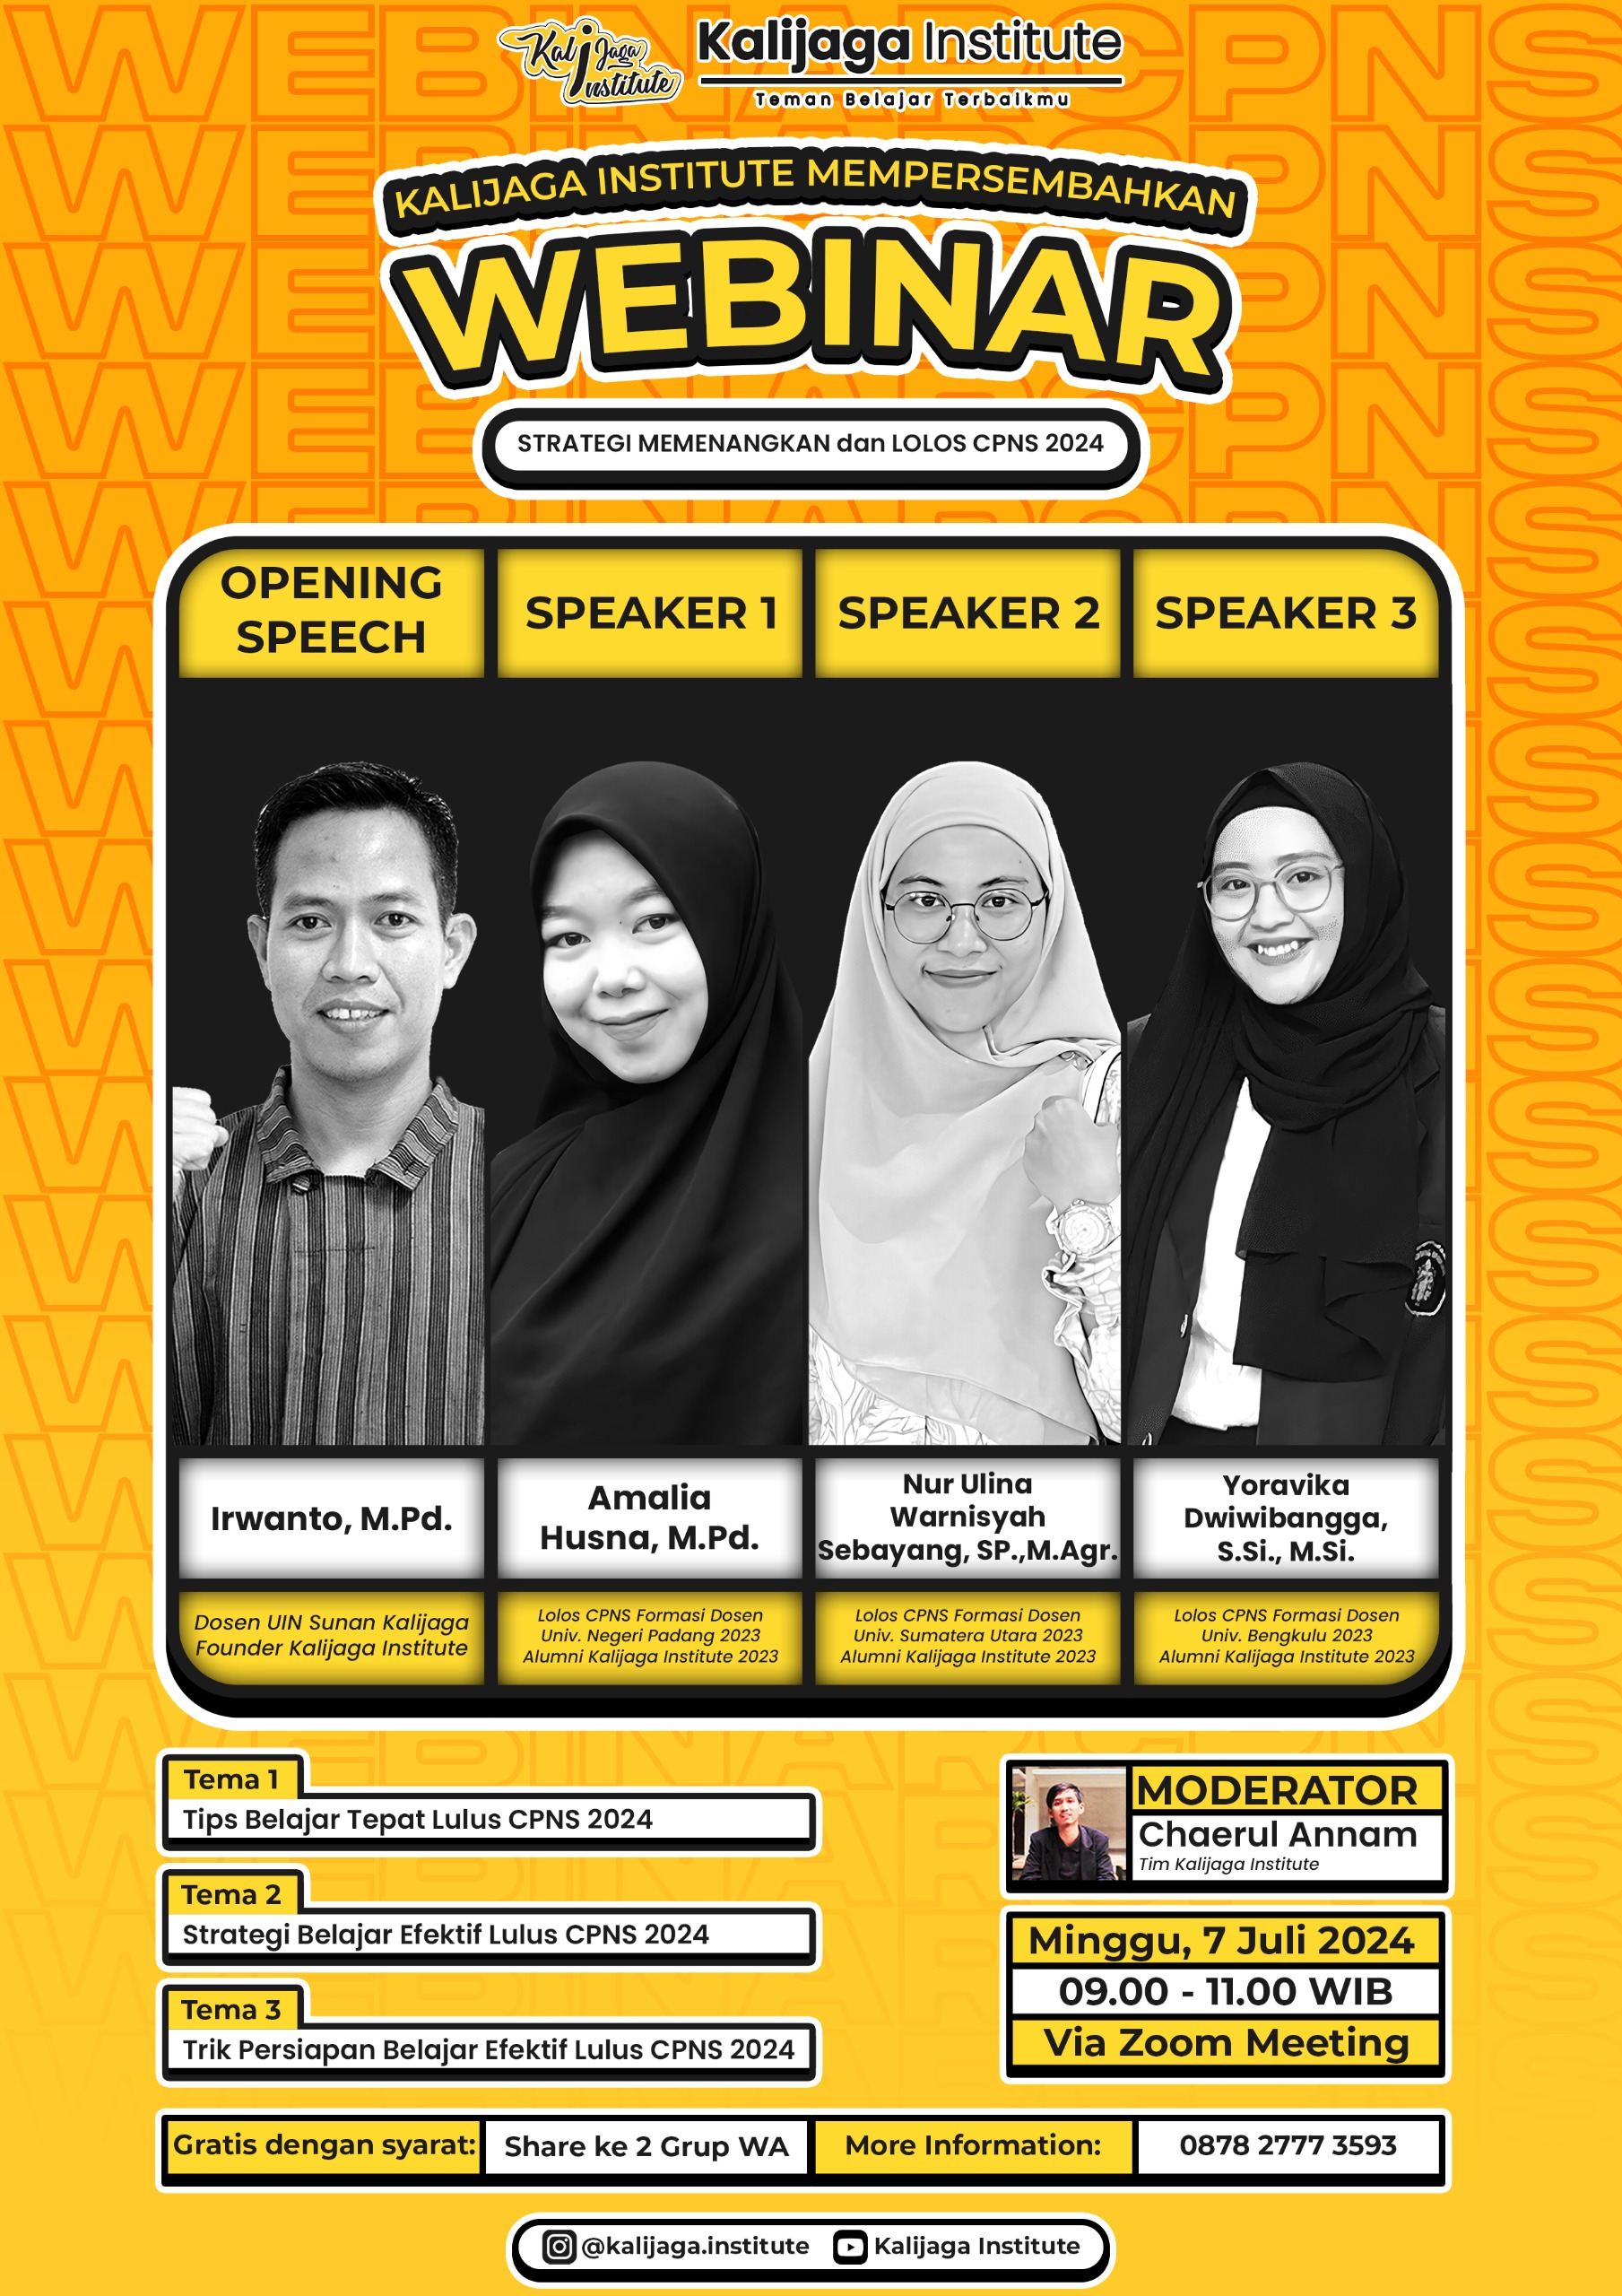 Kalijaga
Institute
Kalijaga Institute
Teman Belajar Terbaikmu
KALIJAGA INSTITUTE MEMPERSEMBAHKAN
WEBINAR
STRATEGI MEMENANGKAN dan LOLOS CPNS 2024
OPENING
SPEECH
SPEAKER 1
SPEAKER 2
SPEAKER 3
Irwanto, M.Pd.
Amalia
Husna, M.Pd.
Nur Ulina
Warnisyah
Sebayang, SP.,M.Agr.
Yoravika
Dwiwibangga,
S.Si., M.Si.
Dosen UIN Sunan Kalijaga
Founder Kalijaga Institute
Lolos CPNS Formasi Dosen
Univ. Negeri Padang 2023
Alumni Kalijaga Institute 2023
Lolos CPNS Formasi Dosen
Univ. Sumatera Utara 2023
Alumni Kalijaga Institute 2023
Lolos CPNS Formasi Dosen
Univ. Bengkulu 2023
Alumni Kalijaga Institute 2023
Tema 1
Tips Belajar Tepat Lulus CPNS 2024
Tema 2
Strategi Belajar Efektif Lulus CPNS 2024
Tema 3
Trik Persiapan Belajar Efektif Lulus CPNS 2024
MODERATOR
Chaerul Annam
Tim Kalijaga Institute
Minggu, 7 Juli 2024
09.00 - 11.00 WIB
Via Zoom Meeting
Gratis dengan syarat:
Share ke 2 Grup WA
More Information:
0878 2777 3593
@kalijaga.institute
Kalijaga Institute